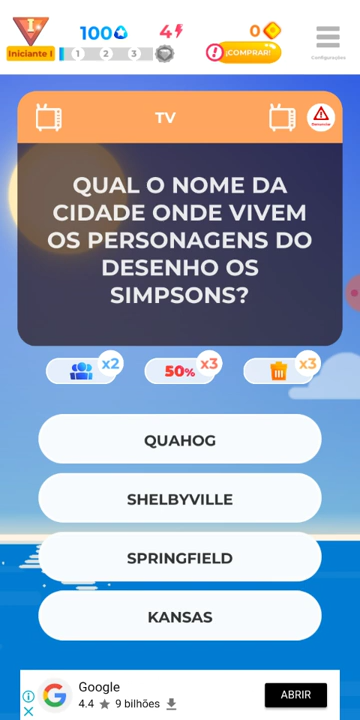 I
Iniciante I
100
4
0
¡COMPRAR!
1 2 3
Configurações
TV
Denunciar
QUAL O NOME DA
CIDADE ONDE VIVEM
OS PERSONAGENS DO
DESENHO OS
SIMPSONS?
x2
50% x3
x3
QUAHOG
SHELBYVILLE
SPRINGFIELD
KANSAS
Google
4.4 ★ 9 bilhões
ABRIR